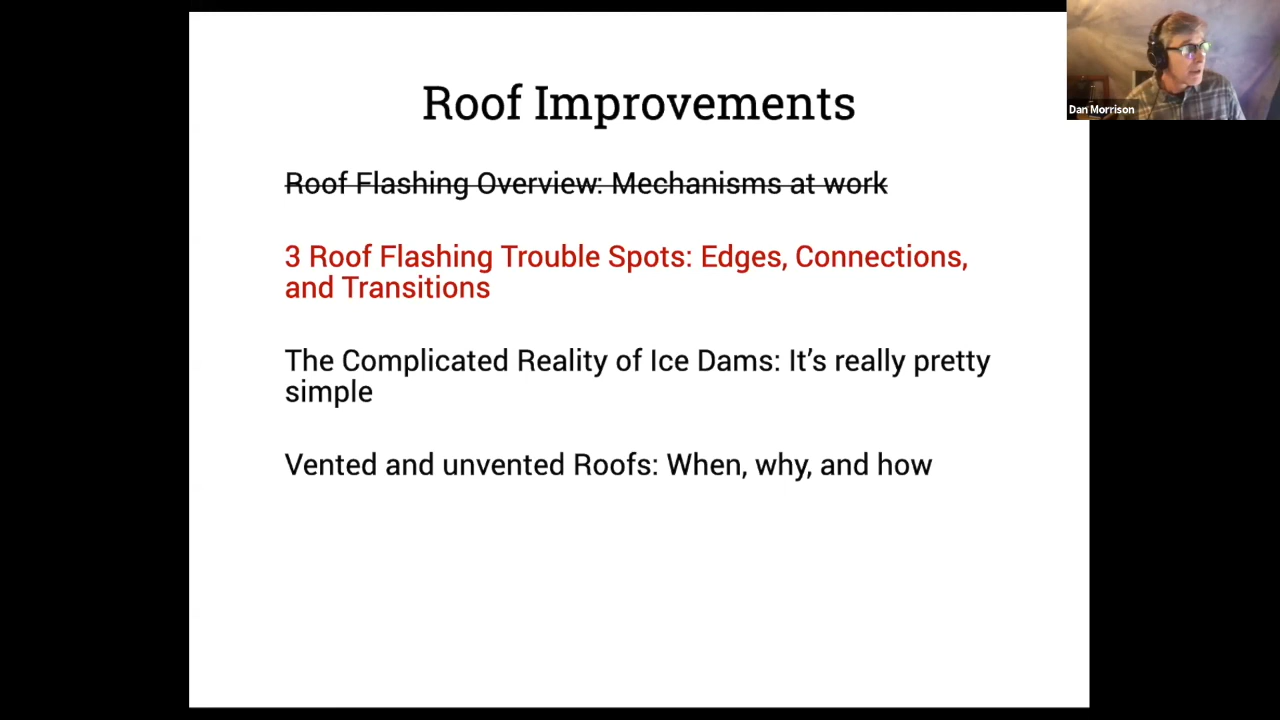 Roof Improvements
Roof Flashing Overview: Mechanisms at work
3 Roof Flashing Trouble Spots: Edges, Connections,
and Transitions
The Complicated Reality of Ice Dams: It’s really pretty
simple
Vented and unvented Roofs: When, why, and how
Dan Morrison